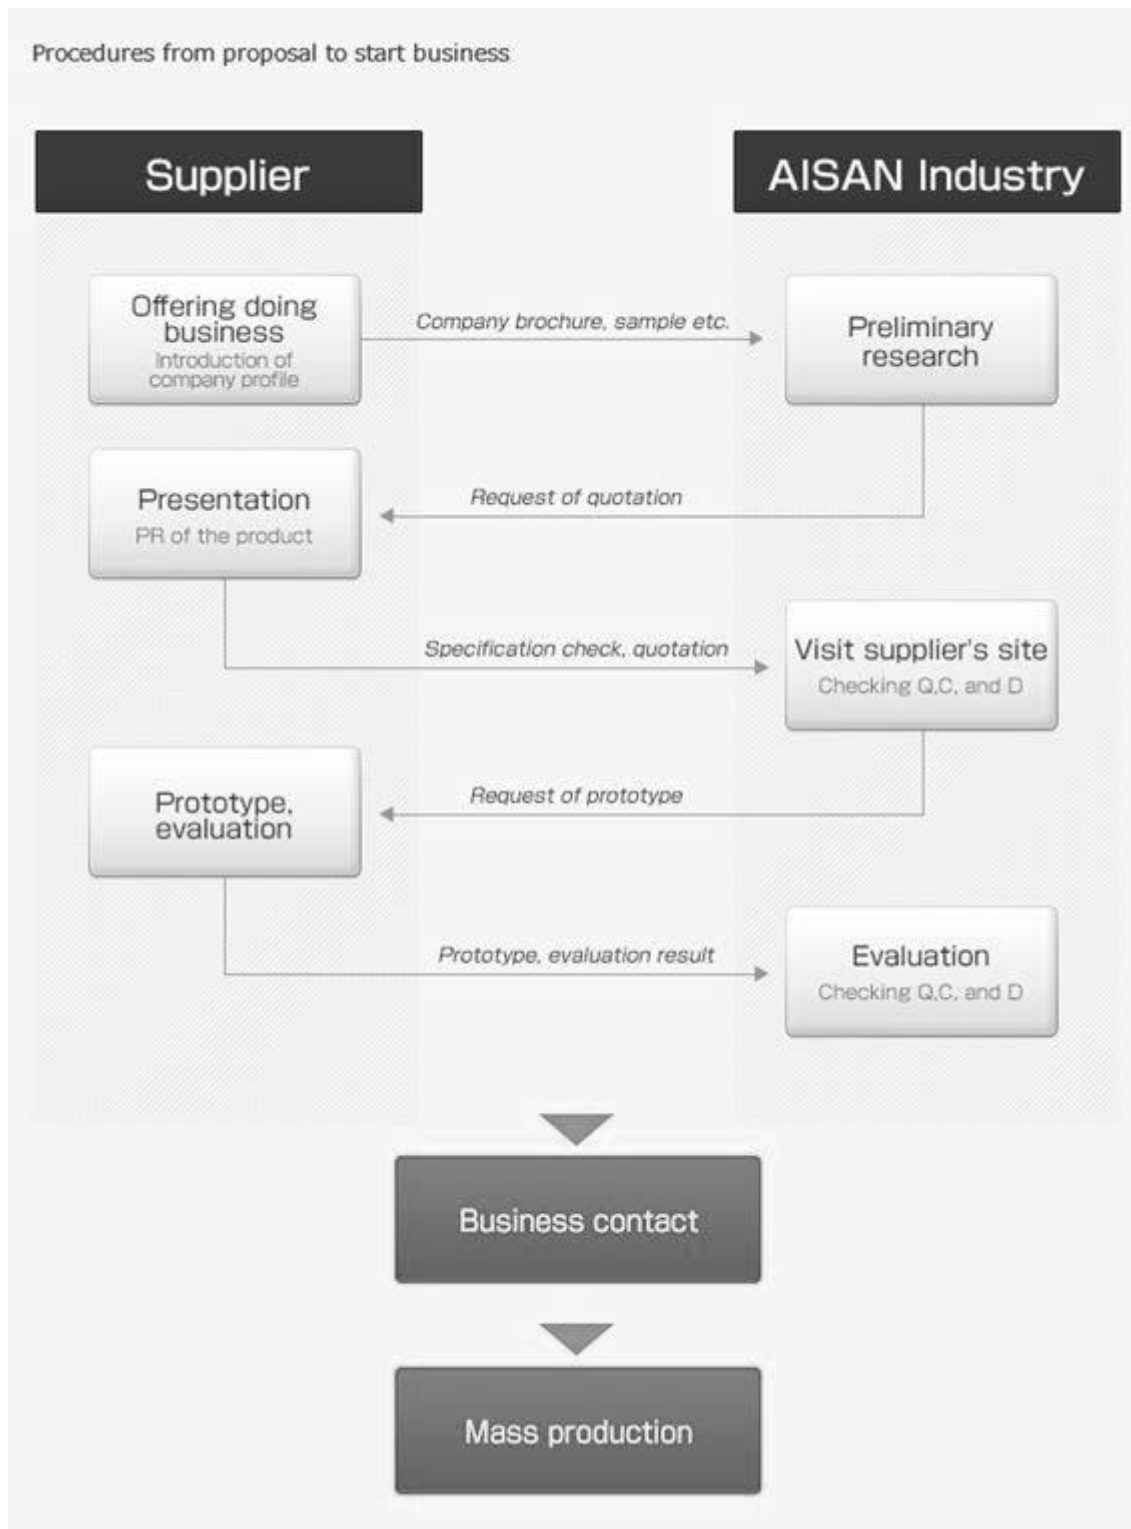 Procedures from proposal to start business
Supplier
AISAN Industry
Offering doing
business
Introduction of
company profile
Company brochure, sample etc.
Preliminary
research
Presentation
PR of the product
Request of quotation
Specification check, quotation
Visit supplier's site
Checking Q,C, and D
Prototype,
evaluation
Request of prototype
Prototype, evaluation result
Evaluation
Checking Q,C, and D
Business contact
Mass production